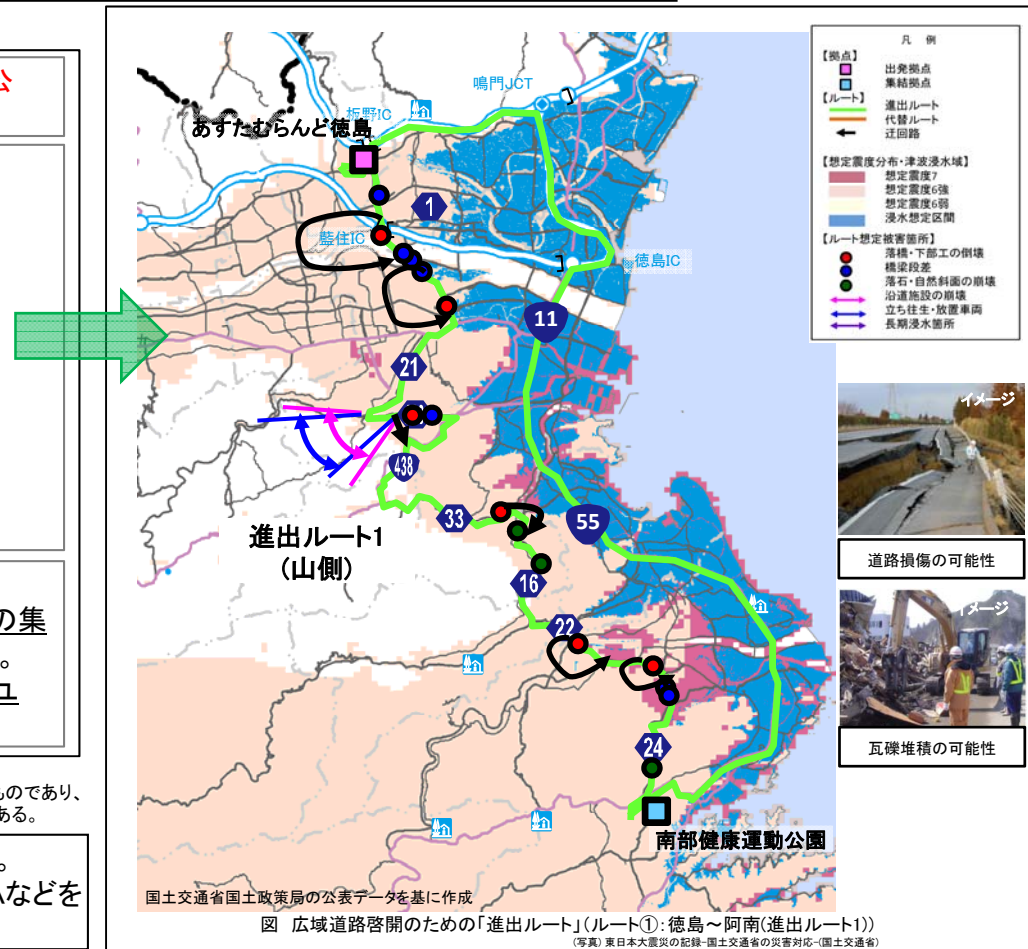 公
の集
。
ュ
ものであり、
ある。
。
などを
鳴門JCT
板野IC
あすたむらんど徳島
1
藍住IC
徳島IC
11
21
438
33
55
進出ルート1
(山側)
16
22
24
南部健康運動公園
国土交通省国土政策局の公表データを基に作成
凡 例
【拠点】
出発拠点
集結拠点
【ルート】
進出ルート
代替ルート
迂回路
【想定震度分布・津波浸水域】
想定震度7
想定震度6強
想定震度6弱
浸水想定区間
【ルート想定被害箇所】
落橋・下部工の倒壊
橋梁段差
落石・自然斜面の崩壊
沿道施設の崩壊
立ち往生・放置車両
長期浸水箇所
イメージ
道路損傷の可能性
イメージ
瓦礫堆積の可能性
図 広域道路啓開のための「進出ルート」(ルート①:徳島~阿南(進出ルート1))
(写真)東日本大震災の記録-国土交通省の災害対応-(国土交通省)